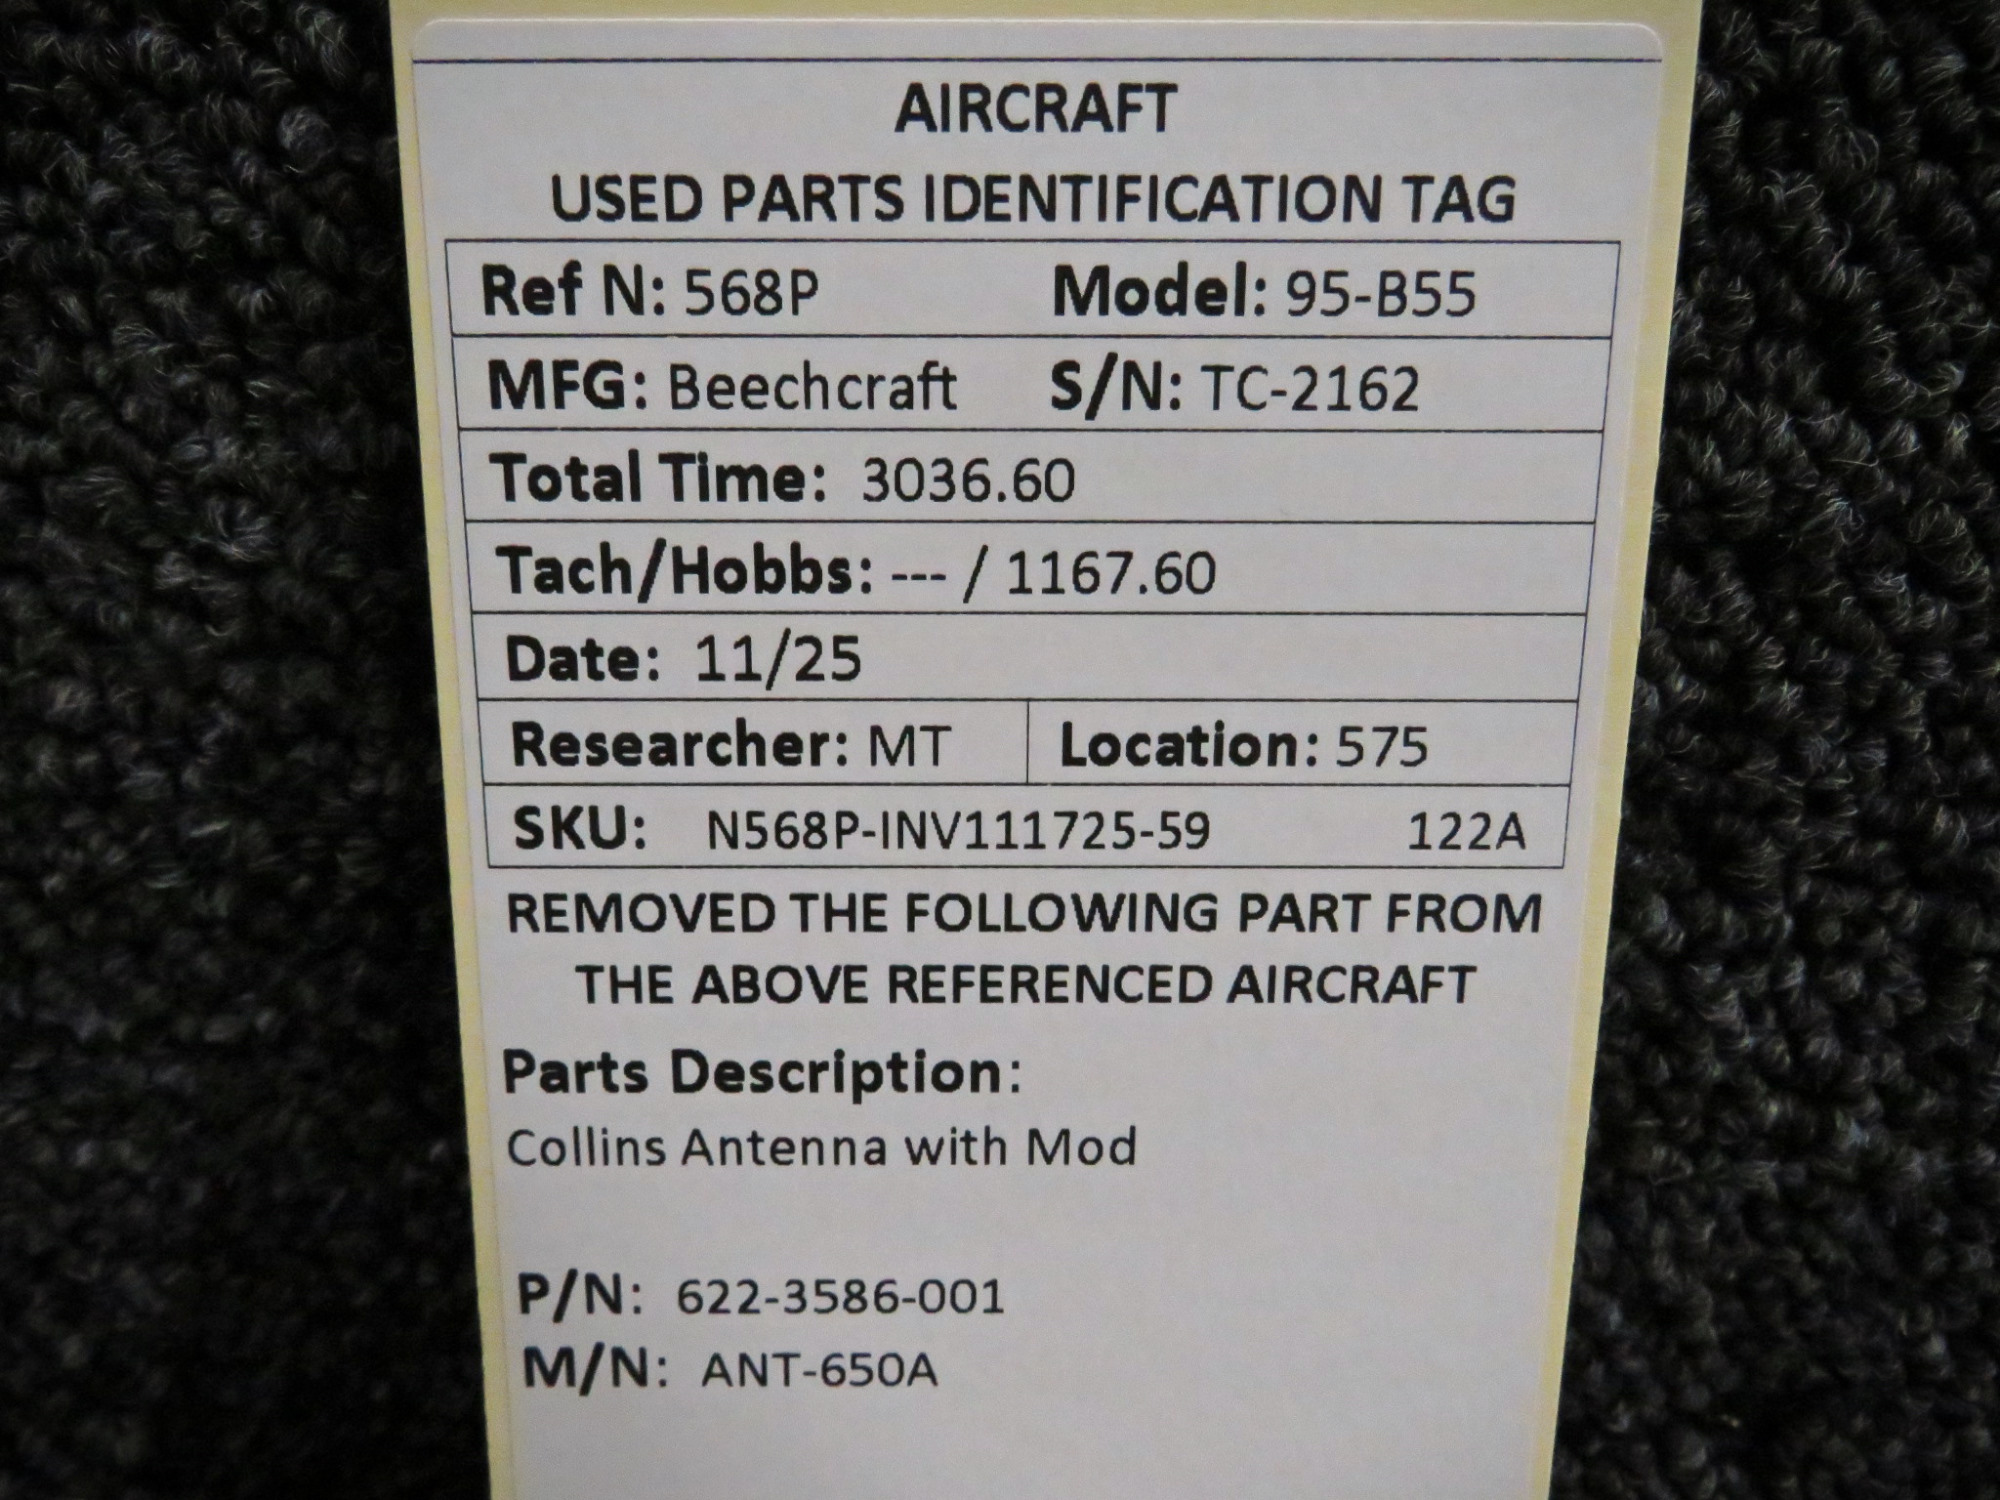 AIRCRAFT
USED PARTS IDENTIFICATION TAG
Ref N: 568P Model: 95-B55
MFG: Beechcraft S/N: TC-2162
Total Time: 3036.60
Tach/Hobbs: --- / 1167.60
Date: 11/25
Researcher: MT Location: 575
SKU: N568P-INV111725-59 122A
REMOVED THE FOLLOWING PART FROM
THE ABOVE REFERENCED AIRCRAFT
Parts Description:
Collins Antenna with Mod
P/N: 622-3586-001
M/N: ANT-650A